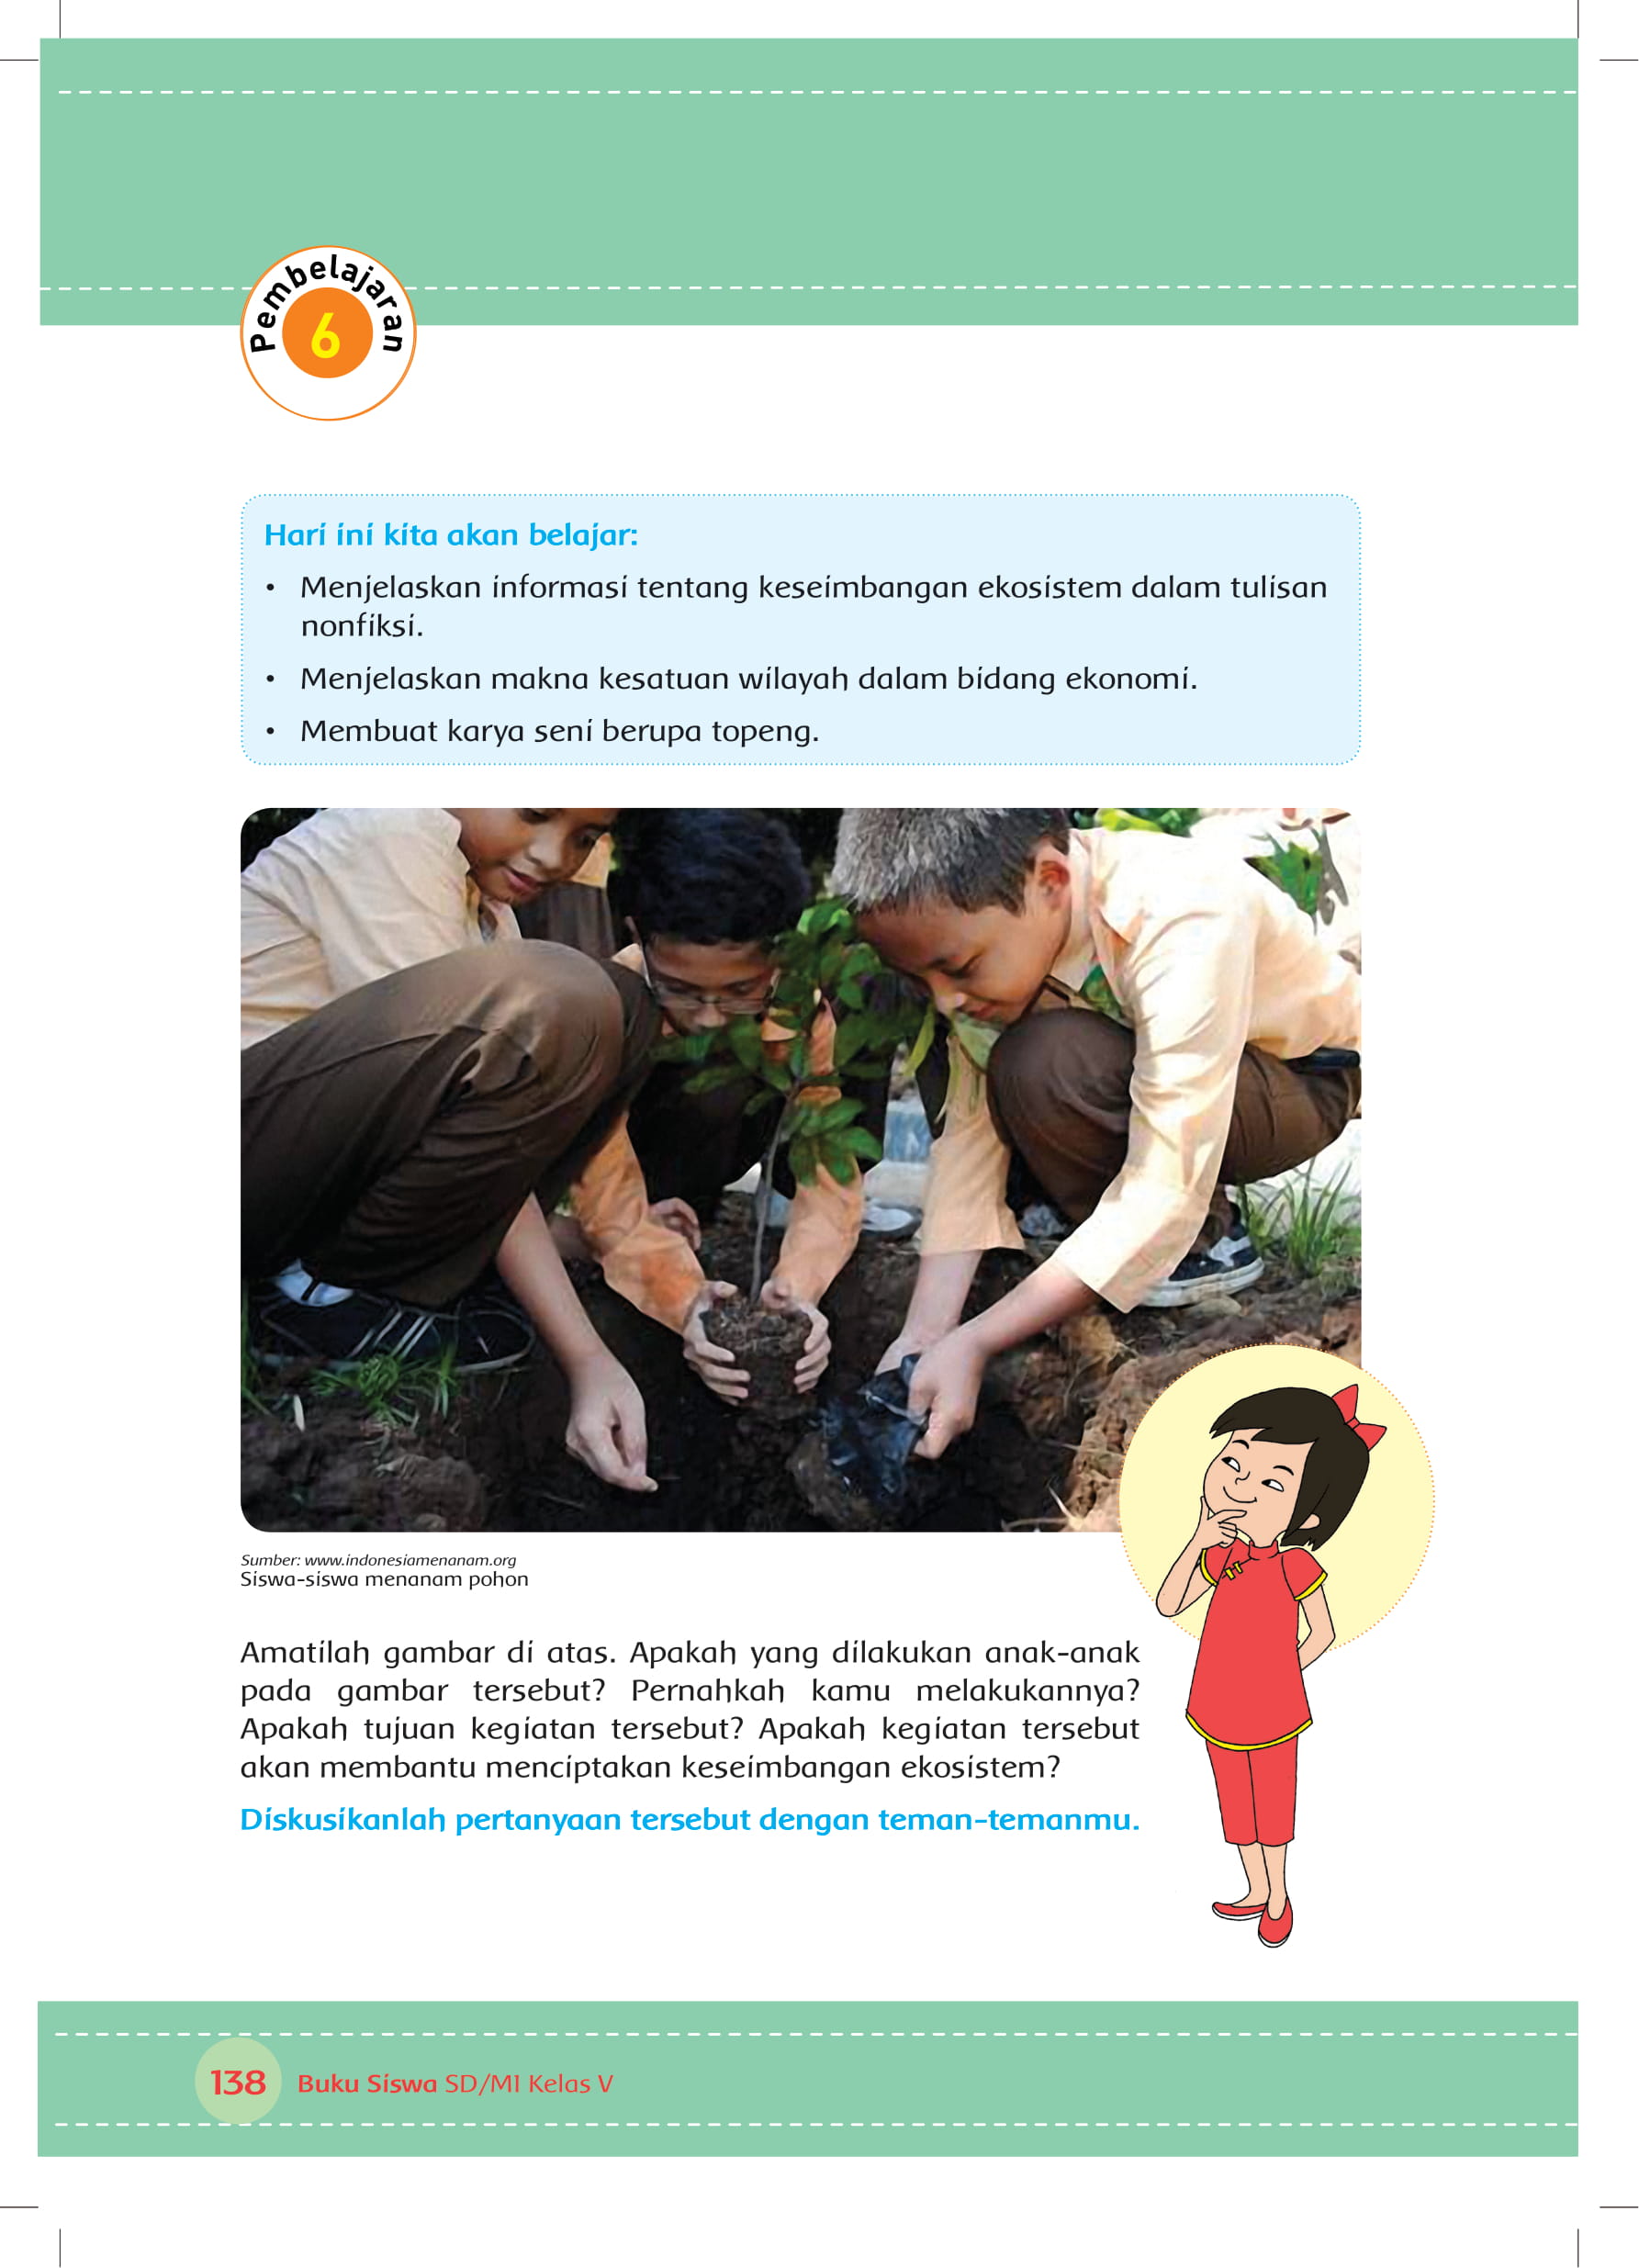 Pembelajaran
6
Hari ini kita akan belajar:
• Menjelaskan informasi tentang keseimbangan ekosistem dalam tulisan
nonfiksi.
• Menjelaskan makna kesatuan wilayah dalam bidang ekonomi.
• Membuat karya seni berupa topeng.
Sumber: www.indonesiamenanam.org
Siswa-siswa menanam pohon
Amatilah gambar di atas. Apakah yang dilakukan anak-anak
pada gambar tersebut? Pernahkah kamu melakukannya?
Apakah tujuan kegiatan tersebut? Apakah kegiatan tersebut
akan membantu menciptakan keseimbangan ekosistem?
Diskusikanlah pertanyaan tersebut dengan teman-temanmu.
138 Buku Siswa SD/MI Kelas V